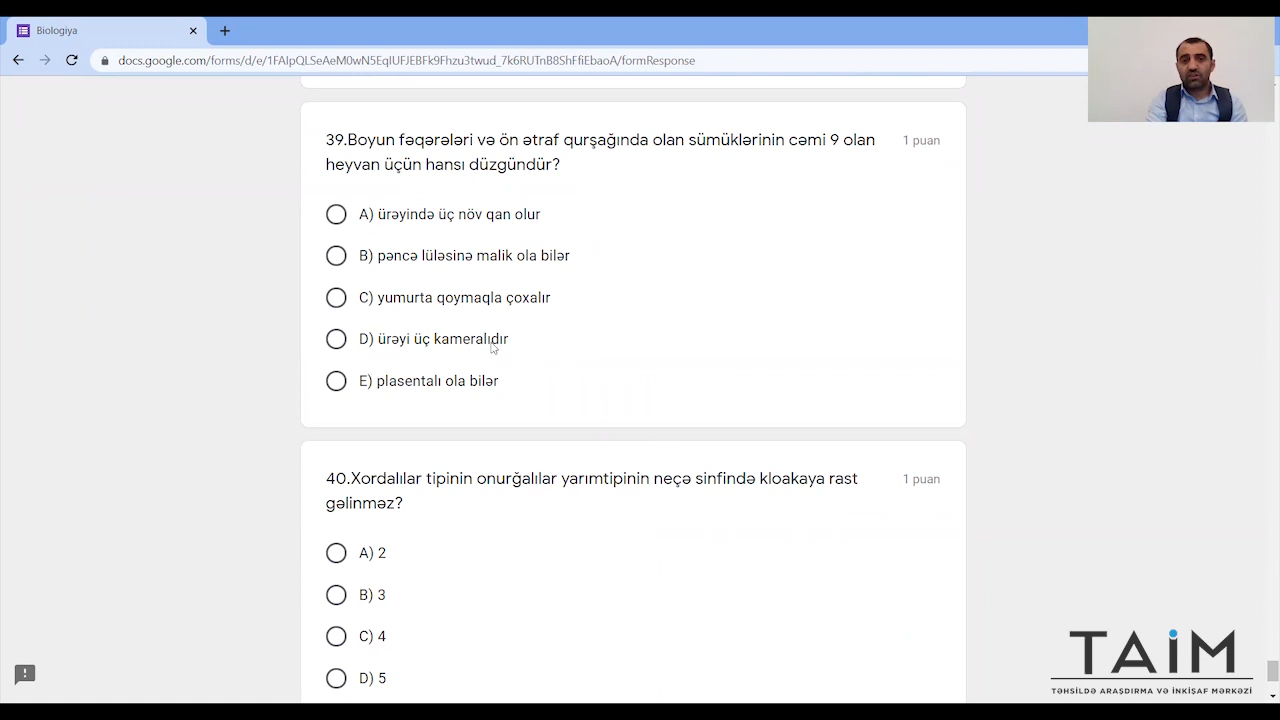 Biologiya
docs.google.com/forms/d/e/1FAIpQLSeAeM0wN5EqIUFJEBFk9Fhzu3twud_7k6RUTnB8ShFfiEbaoA/formResponse
39.Boyun fəqərələri və ön ətraf qurşağında olan sümüklərinin cəmi 9 olan
heyvan üçün hansı düzgündür?
1 puan
A) ürəyində üç növ qan olur
B) pəncə lüləsinə malik ola bilər
C) yumurta qoymaqla çoxalır
D) ürəyi üç kameralıdır
E) plasentalı ola bilər
40.Xordalılar tipinin onurğalılar yarımtipinin neçə sinfində kloakaya rast
gəlinməz?
1 puan
A) 2
B) 3
C) 4
D) 5
TAiM
TƏHSİLDƏ ARAŞDIRMA VƏ İNKİŞAF MƏRKƏZİ